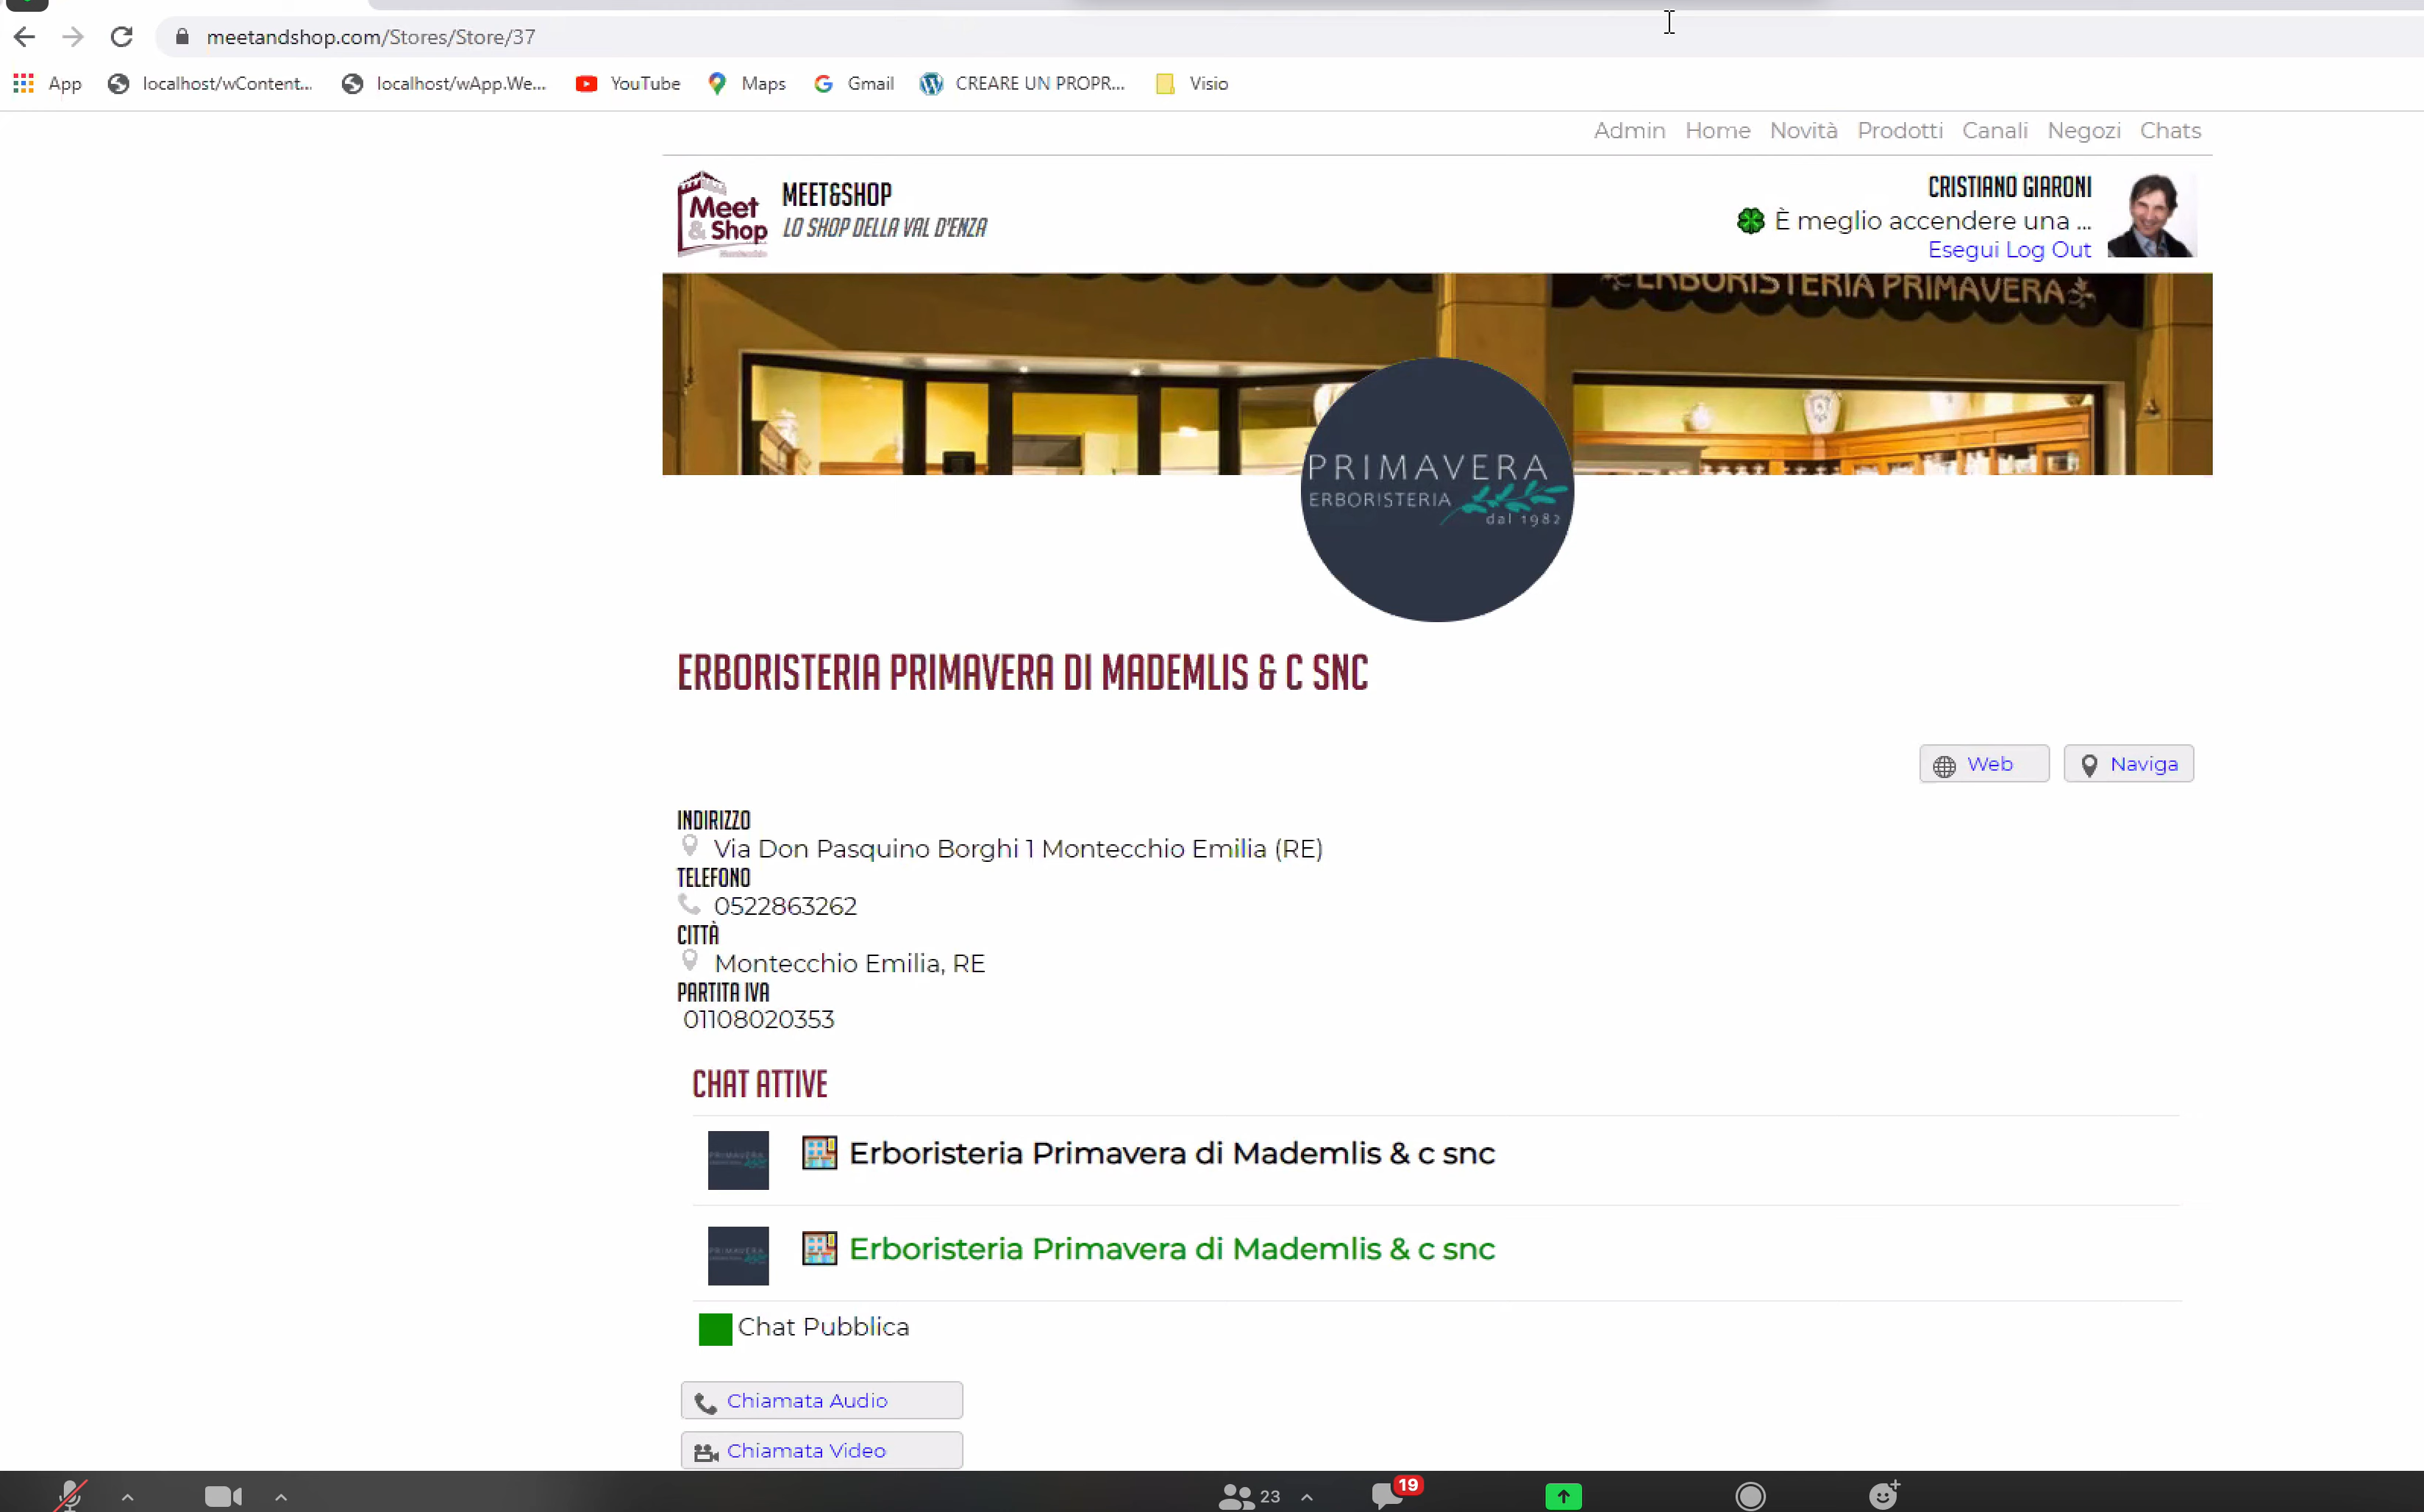 meetandshop.com/Stores/Store/37
App localhost/wContent... localhost/wApp.We... YouTube Maps Gmail CREARE UN PROPR... Visio
Admin Home Novità Prodotti Canali Negozi Chats
Meet & Shop
MEET&SHOP
LO SHOP DELLA VAL D'ENZA
CRISTIANO GIARONI
È meglio accendere una ...
Esegui Log Out
ERBORISTERIA PRIMAVERA
PRIMAVERA
ERBORISTERIA
dal 1982
ERBORISTERIA PRIMAVERA DI MADEMLIS & C SNC
Web Naviga
INDIRIZZO
Via Don Pasquino Borghi 1 Montecchio Emilia (RE)
TELEFONO
0522863262
CITTÀ
Montecchio Emilia, RE
PARTITA IVA
01108020353
CHAT ATTIVE
Erboristeria Primavera di Mademlis & c snc
Erboristeria Primavera di Mademlis & c snc
Chat Pubblica
Chiamata Audio
Chiamata Video
23 19